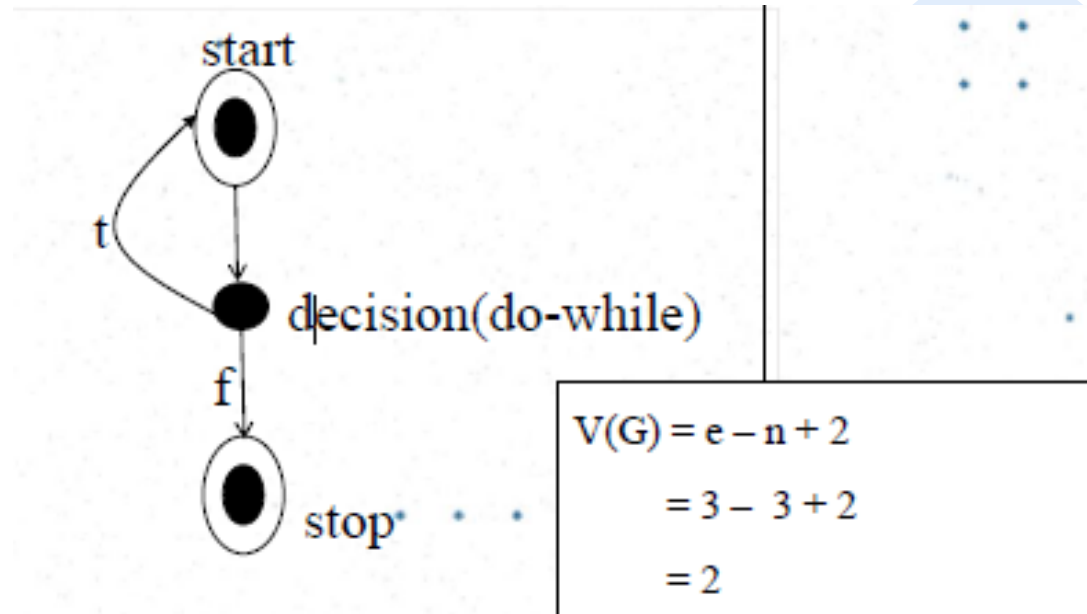 start
t
decision(do-while)
f
stop
V(G) = e – n + 2
= 3 – 3 + 2
= 2